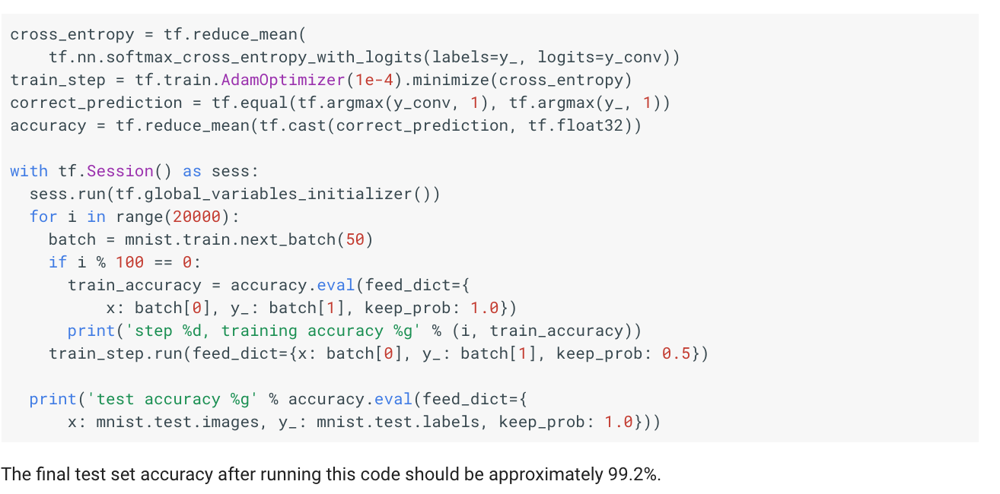 cross_entropy = tf.reduce_mean(
    tf.nn.softmax_cross_entropy_with_logits(labels=y_, logits=y_conv))
train_step = tf.train.AdamOptimizer(1e-4).minimize(cross_entropy)
correct_prediction = tf.equal(tf.argmax(y_conv, 1), tf.argmax(y_, 1))
accuracy = tf.reduce_mean(tf.cast(correct_prediction, tf.float32))

with tf.Session() as sess:
  sess.run(tf.global_variables_initializer())
  for i in range(20000):
    batch = mnist.train.next_batch(50)
    if i % 100 == 0:
      train_accuracy = accuracy.eval(feed_dict={
          x: batch[0], y_: batch[1], keep_prob: 1.0})
      print('step %d, training accuracy %g' % (i, train_accuracy))
    train_step.run(feed_dict={x: batch[0], y_: batch[1], keep_prob: 0.5})

  print('test accuracy %g' % accuracy.eval(feed_dict={
      x: mnist.test.images, y_: mnist.test.labels, keep_prob: 1.0}))

The final test set accuracy after running this code should be approximately 99.2%.